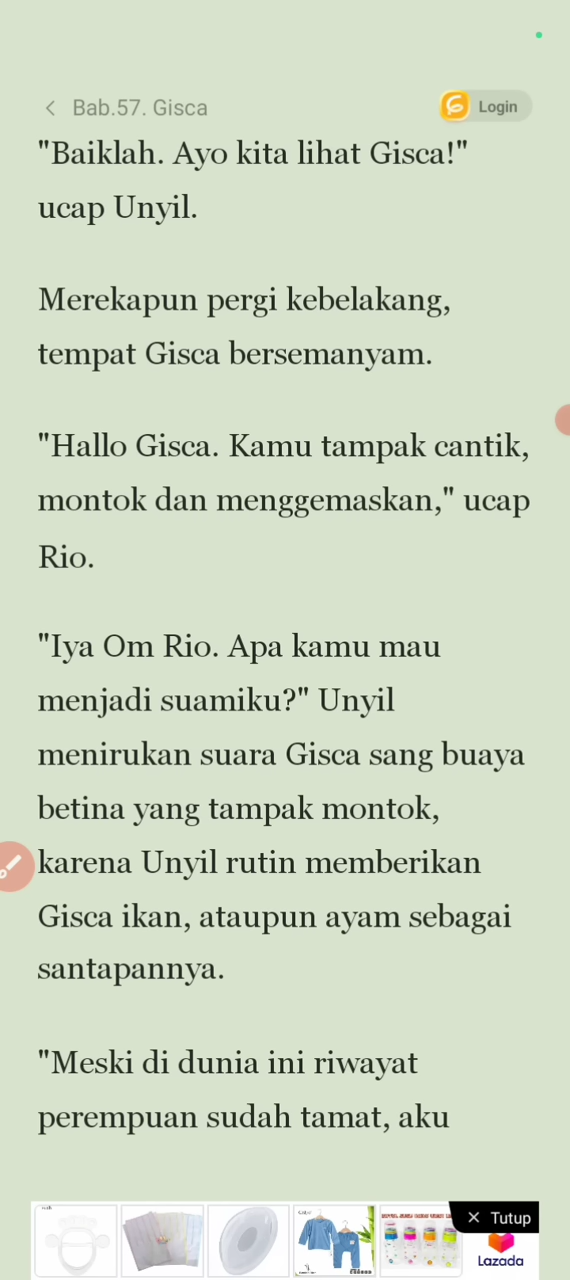 Bab.57. Gisca
Login
"Baiklah. Ayo kita lihat Gisca!"
ucap Unyil.
Merekapun pergi kebelakang,
tempat Gisca bersemanyam.
"Hallo Gisca. Kamu tampak cantik,
montok dan menggemaskan," ucap
Rio.
"Iya Om Rio. Apa kamu mau
menjadi suamiku?" Unyil
menirukan suara Gisca sang buaya
betina yang tampak montok,
karena Unyil rutin memberikan
Gisca ikan, ataupun ayam sebagai
santapannya.
"Meski di dunia ini riwayat
perempuan sudah tamat, aku
Tutup
Lazada